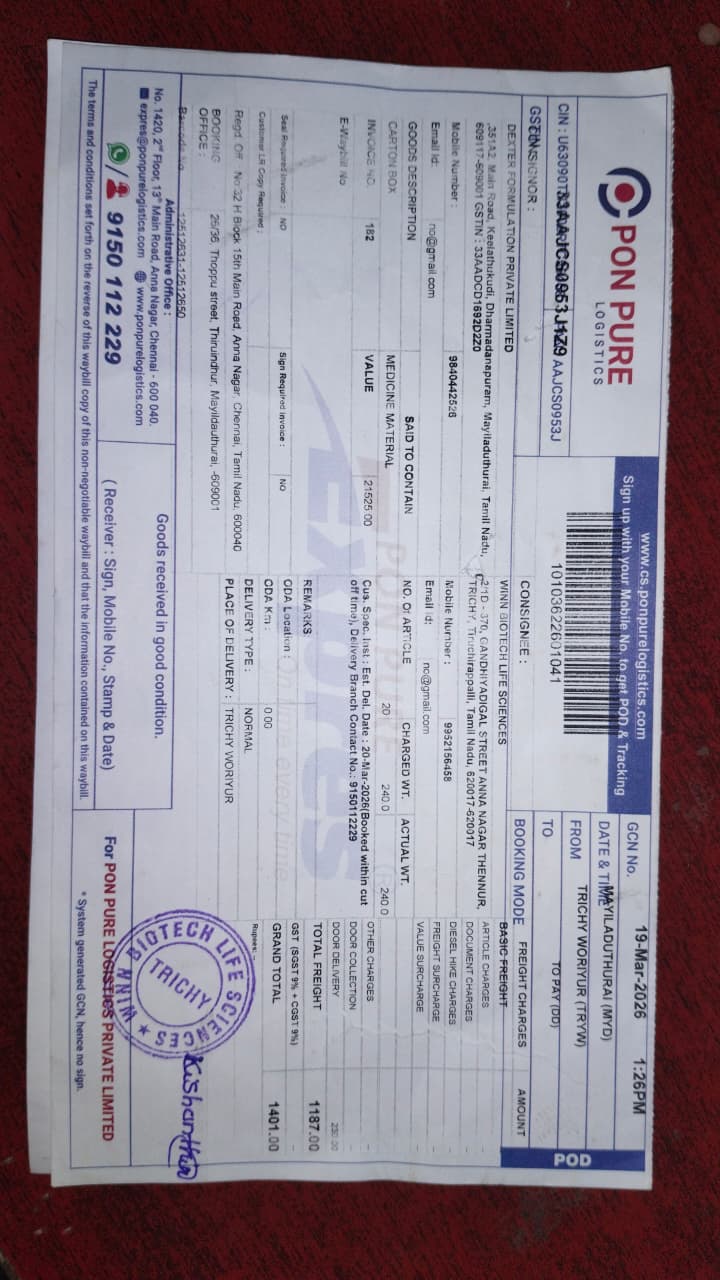 PON PURE
LOGISTICS
www.cs.ponpurelogistics.com
Sign up with your Mobile No. to get POD & Tracking
GCN No.
19-Mar-2026 1:26PM
DATE & TIME
MAYILADUTHURAI (MYD)
FROM TRICHY WORIYUR (TRYW)
TO TO PAY (DD)
POD
10103622601041
33AAJCS0953J1Z9 AAJCS0953J
CONSIGNEE :
BOOKING MODE FREIGHT CHARGES AMOUNT
DEXTER FORMULATION PRIVATE LIMITED
351A2, Main Road, Keelathukudi, Dharmadanapuram, Mayiladuthurai, Tamil Nadu,
609117-609001 GSTIN : 33AADCD1692D2Z0
Mobile Number : 9840442526
Email Id: no@gmail.com
WINN BIOTECH LIFE SCIENCES
GANDHIYADIGAL STREET ANNA NAGAR THENNUR,
TRICHY, Tiruchirappalli, Tamil Nadu, 620017-620017
Mobile Number : 9952156458
Email Id: no@gmail.com
BASIC FREIGHT
ARTICLE CHARGES
DOCUMENT CHARGES
DIESEL HIKE CHARGES
FREIGHT SURCHARGE
VALUE SURCHARGE
GOODS DESCRIPTION SAID TO CONTAIN NO. Of ARTICLE CHARGED WT. ACTUAL WT.
CARTON BOX MEDICINE MATERIAL 20 240.0 240.0
INVOICE NO. 182 VALUE 21525.00
Cus. Spec. Inst : Est. Del. Date : 20-Mar-2026(Booked within cut
off time), Delivery Branch Contact No.: 9150112229
OTHER CHARGES
DOOR COLLECTION
DOOR DELIVERY 230.00
E-Waybill No
REMARKS:
TOTAL FREIGHT 1187.00
Seal Required Invoice : NO Sign Required Invoice : NO
ODA Location :
GST (SGST 9% + CGST 9%)
Customer LR Copy Required :
ODA Km : 0.00
GRAND TOTAL 1401.00
Rupees:-
Regd. Off No:32 H Block 15th Main Road, Anna Nagar, Chennai, Tamil Nadu, 600040
DELIVERY TYPE : NORMAL
BOOKING OFFICE : 25/36, Thoppu street, Thiruindhur, Mayiladuthurai, -609001
PLACE OF DELIVERY : TRICHY WORIYUR
12512631-12512650
Administrative Office :
No. 1420, 2nd Floor, 13th Main Road, Anna Nagar, Chennai - 600 040.
expres@ponpurelogistics.com www.ponpurelogistics.com
9150 112 229
Goods received in good condition.
( Receiver : Sign, Mobile No., Stamp & Date)
WINN BIOTECH LIFE SCIENCES
TRICHY
For PON PURE LOGISTICS PRIVATE LIMITED
The terms and conditions set forth on the reverse of this waybill copy of this non-negotiable waybill and that the information contained on this waybill.
* System generated GCN, hence no sign.